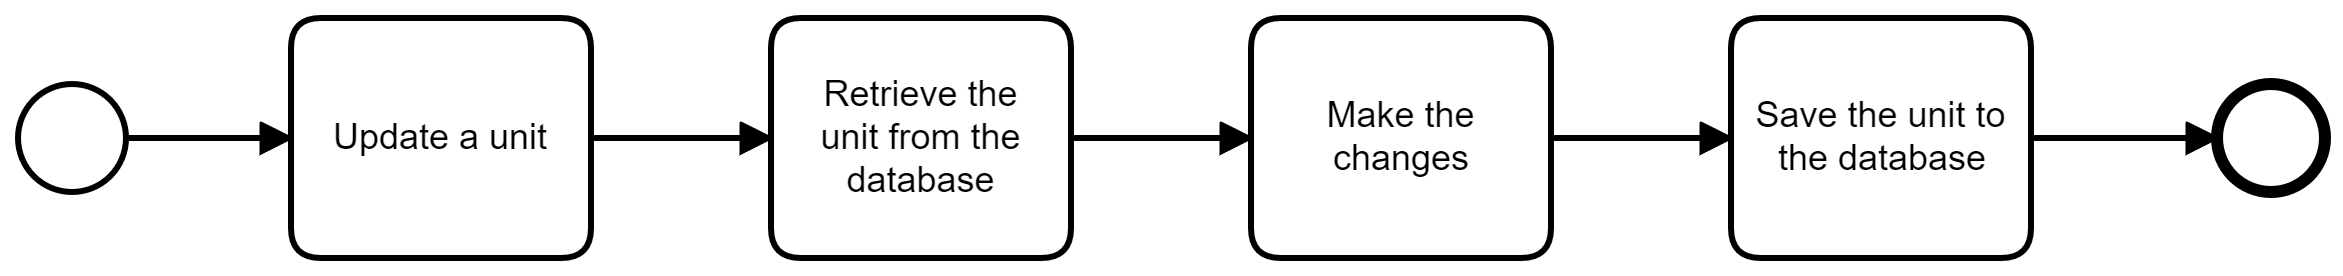 Update a unit
Retrieve the
unit from the
database
Make the
changes
Save the unit to
the database